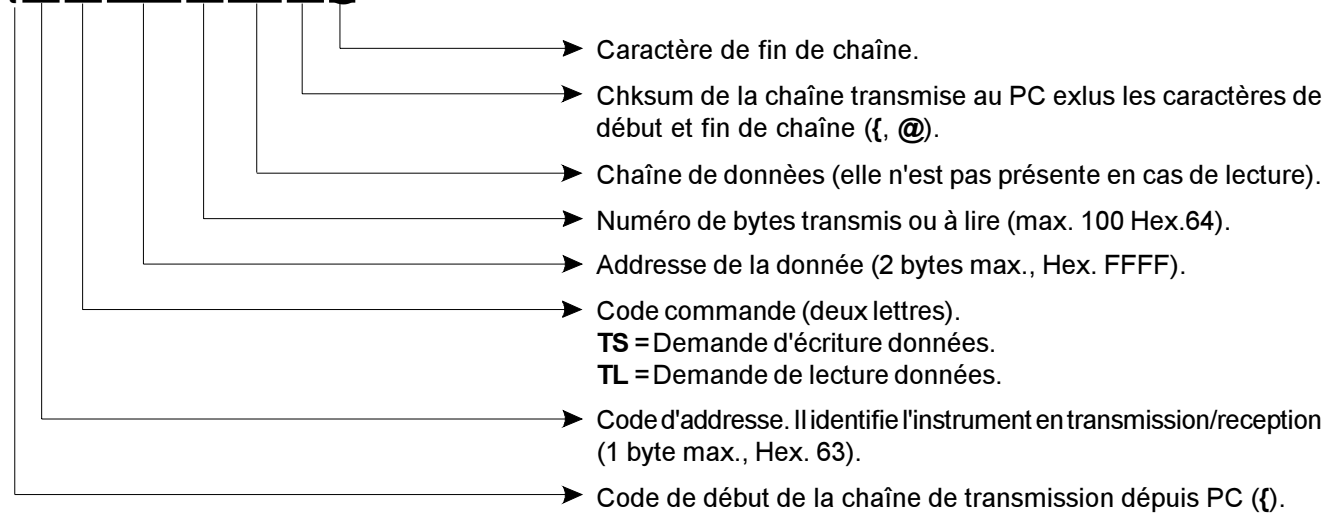 Caractère de fin de chaîne.
Chksum de la chaîne transmise au PC exlus les caractères de
début et fin de chaîne ({, @).
Chaîne de donnèes (elle n'est pas présente en cas de lecture).
Numéro de bytes transmis ou à lire (max. 100 Hex.64).
Addresse de la donnée (2 bytes max., Hex. FFFF).
Code commande (deux lettres).
TS = Demande d'écriture données.
TL = Demande de lecture données.
Code d'addresse. Il identifie l'instrument en transmission/reception
(1 byte max., Hex. 63).
Code de début de la chaîne de transmission dépuis PC ({).